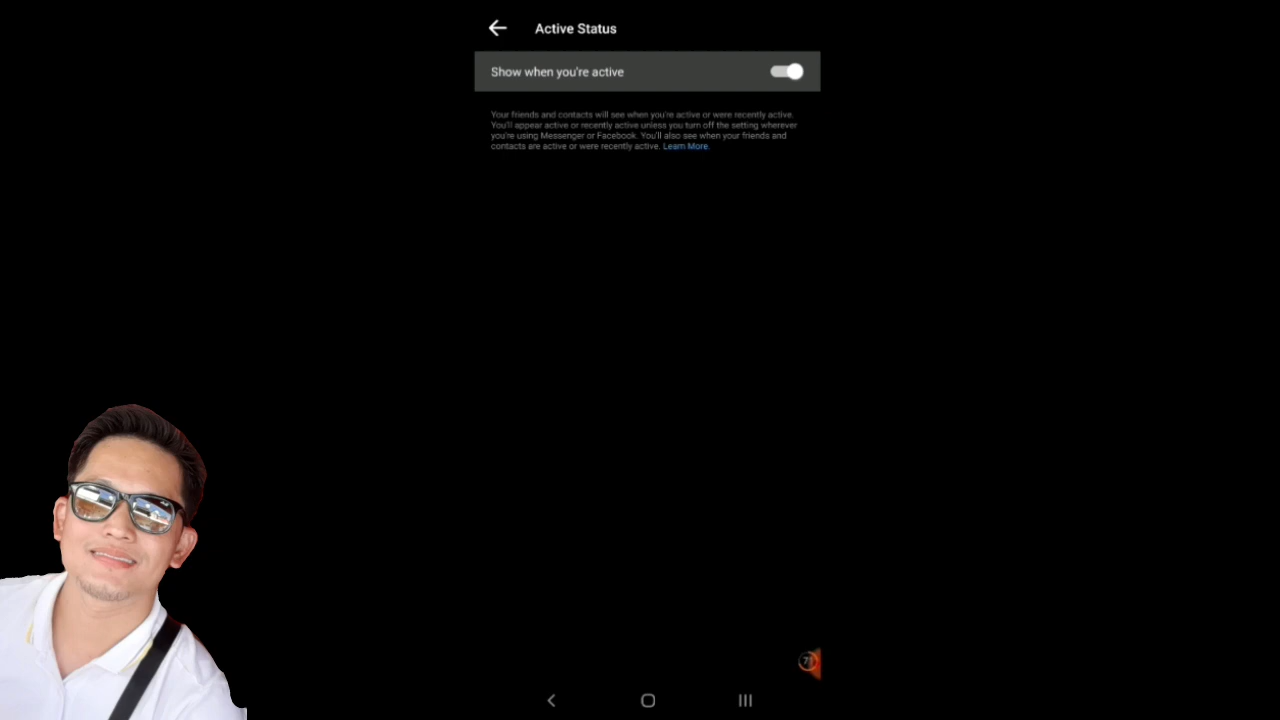 Active Status
Show when you're active
Your friends and contacts will see when you're active or were recently active.
You'll appear active or recently active unless you turn off the setting wherever
you're using Messenger or Facebook. You'll also see when your friends and
contacts are active or were recently active. Learn More.